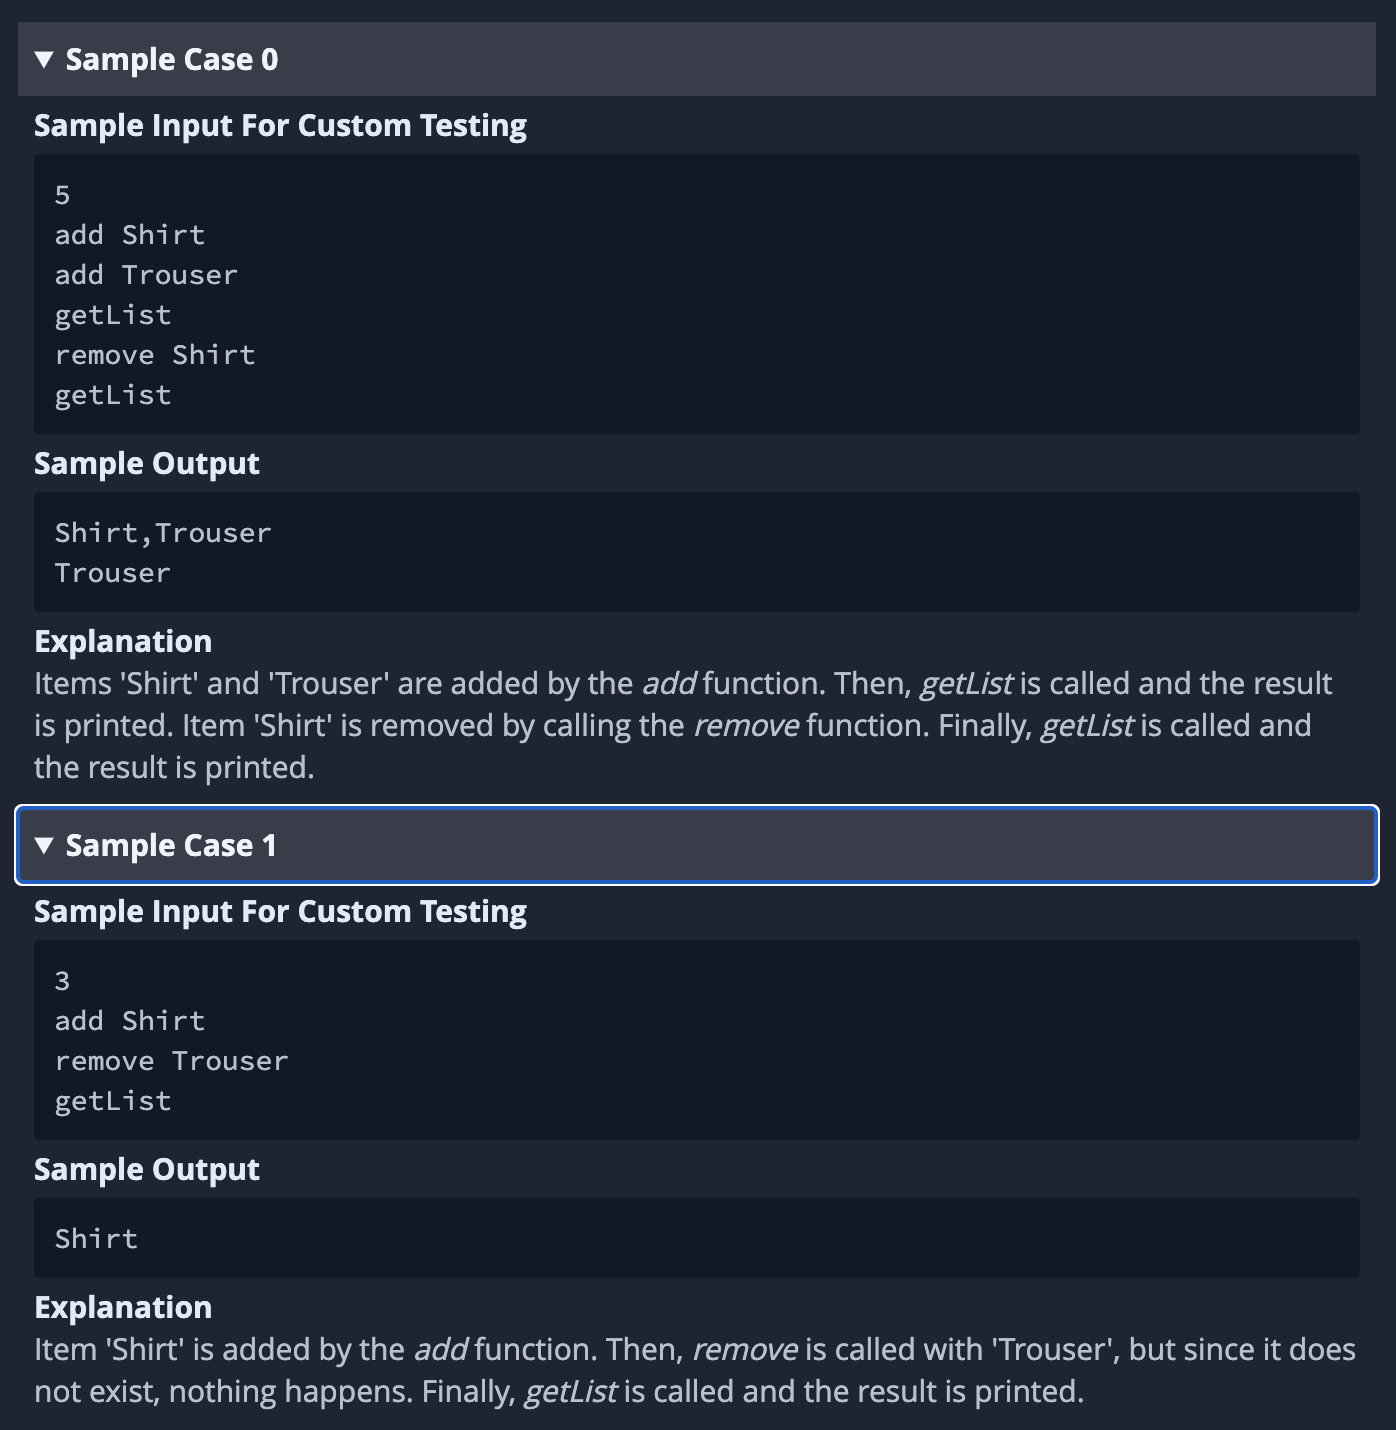 ▼ Sample Case 0
Sample Input For Custom Testing
5
add Shirt
add Trouser
getList
remove Shirt
getList
Sample Output
Shirt,Trouser
Trouser
Explanation
Items 'Shirt' and 'Trouser' are added by the add function. Then, getList is called and the result
is printed. Item 'Shirt' is removed by calling the remove function. Finally, getList is called and
the result is printed.
▼ Sample Case 1
Sample Input For Custom Testing
3
add Shirt
remove Trouser
getList
Sample Output
Shirt
Explanation
Item 'Shirt' is added by the add function. Then, remove is called with 'Trouser', but since it does
not exist, nothing happens. Finally, getList is called and the result is printed.